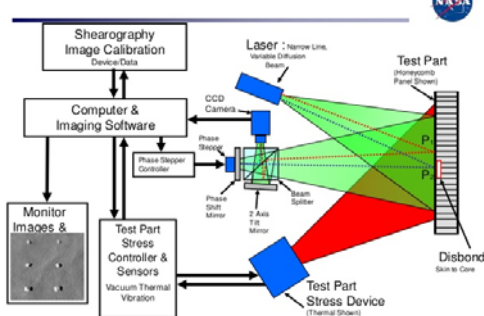 NASA
Shearography
Image Calibration
Device/Data
Laser : Narrow Line,
Variable Diffusion
Beam
Test Part
(Honeycomb
Panel Shown)
CCD
Camera
Computer &
Imaging Software
Phase
Stepper
Phase Stepper
Controller
P₁
P₂
Phase
Shift
Mirror
2 Axis
Tilt
Mirror
Beam
Splitter
Monitor
Images &
Test Part
Stress
Controller &
Sensors
Vacuum Thermal
Vibration
Disbond
Skin to Core
Test Part
Stress Device
(Thermal Shown)